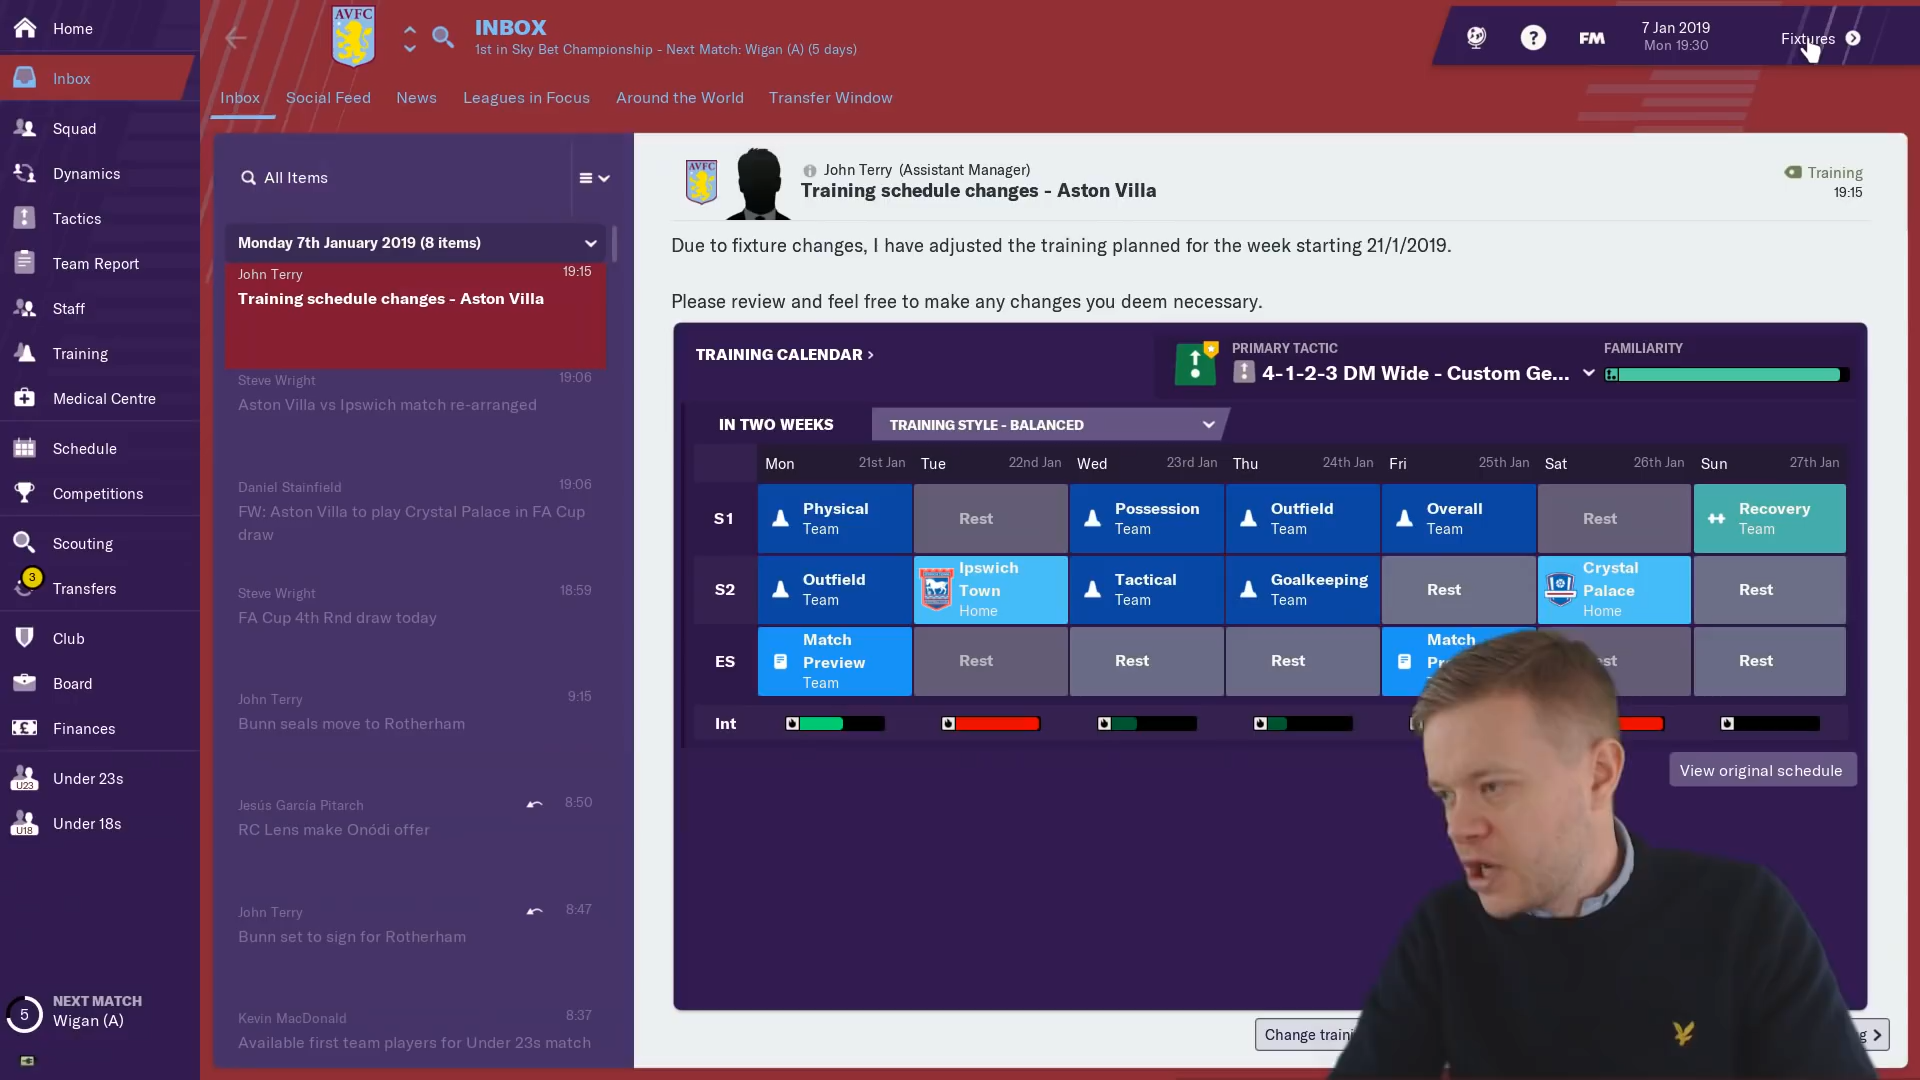 Home
Inbox
Squad
Dynamics
Tactics
Team Report
Staff
Training
Medical Centre
Schedule
Competitions
Scouting
3
Transfers
Club
Board
Finances
U23
Under 23s
U18
Under 18s
5
NEXT MATCH
Wigan (A)
AVFC
INBOX
1st in Sky Bet Championship - Next Match: Wigan (A) (5 days)
?
FM
7 Jan 2019
Mon 19:30
Fixtures
Inbox
Social Feed
News
Leagues in Focus
Around the World
Transfer Window
All Items
Monday 7th January 2019 (8 items)
John Terry
19:15
Training schedule changes - Aston Villa
Steve Wright
19:06
Aston Villa vs Ipswich match re-arranged
Daniel Stainfield
19:06
FW: Aston Villa to play Crystal Palace in FA Cup
draw
Steve Wright
18:59
FA Cup 4th Rnd draw today
John Terry
9:15
Bunn seals move to Rotherham
Jesús García Pitarch
8:50
RC Lens make Onódi offer
John Terry
8:47
Bunn set to sign for Rotherham
Kevin MacDonald
8:37
Available first team players for Under 23s match
AVFC
John Terry (Assistant Manager)
Training schedule changes - Aston Villa
Training
19:15
Due to fixture changes, I have adjusted the training planned for the week starting 21/1/2019.
Please review and feel free to make any changes you deem necessary.
TRAINING CALENDAR >
PRIMARY TACTIC
4-1-2-3 DM Wide - Custom Ge...
FAMILIARITY
IN TWO WEEKS
TRAINING STYLE - BALANCED
Mon 21st Jan Tue 22nd Jan Wed 23rd Jan Thu 24th Jan Fri 25th Jan Sat 26th Jan Sun 27th Jan
S1
Physical
Team
Rest
Possession
Team
Outfield
Team
Overall
Team
Rest
Recovery
Team
S2
Outfield
Team
Ipswich
Town
Home
Tactical
Team
Goalkeeping
Team
Rest
Crystal
Palace
Home
Rest
ES
Match
Preview
Team
Rest
Rest
Rest
Match
Rest
Int
View original schedule
Change traini